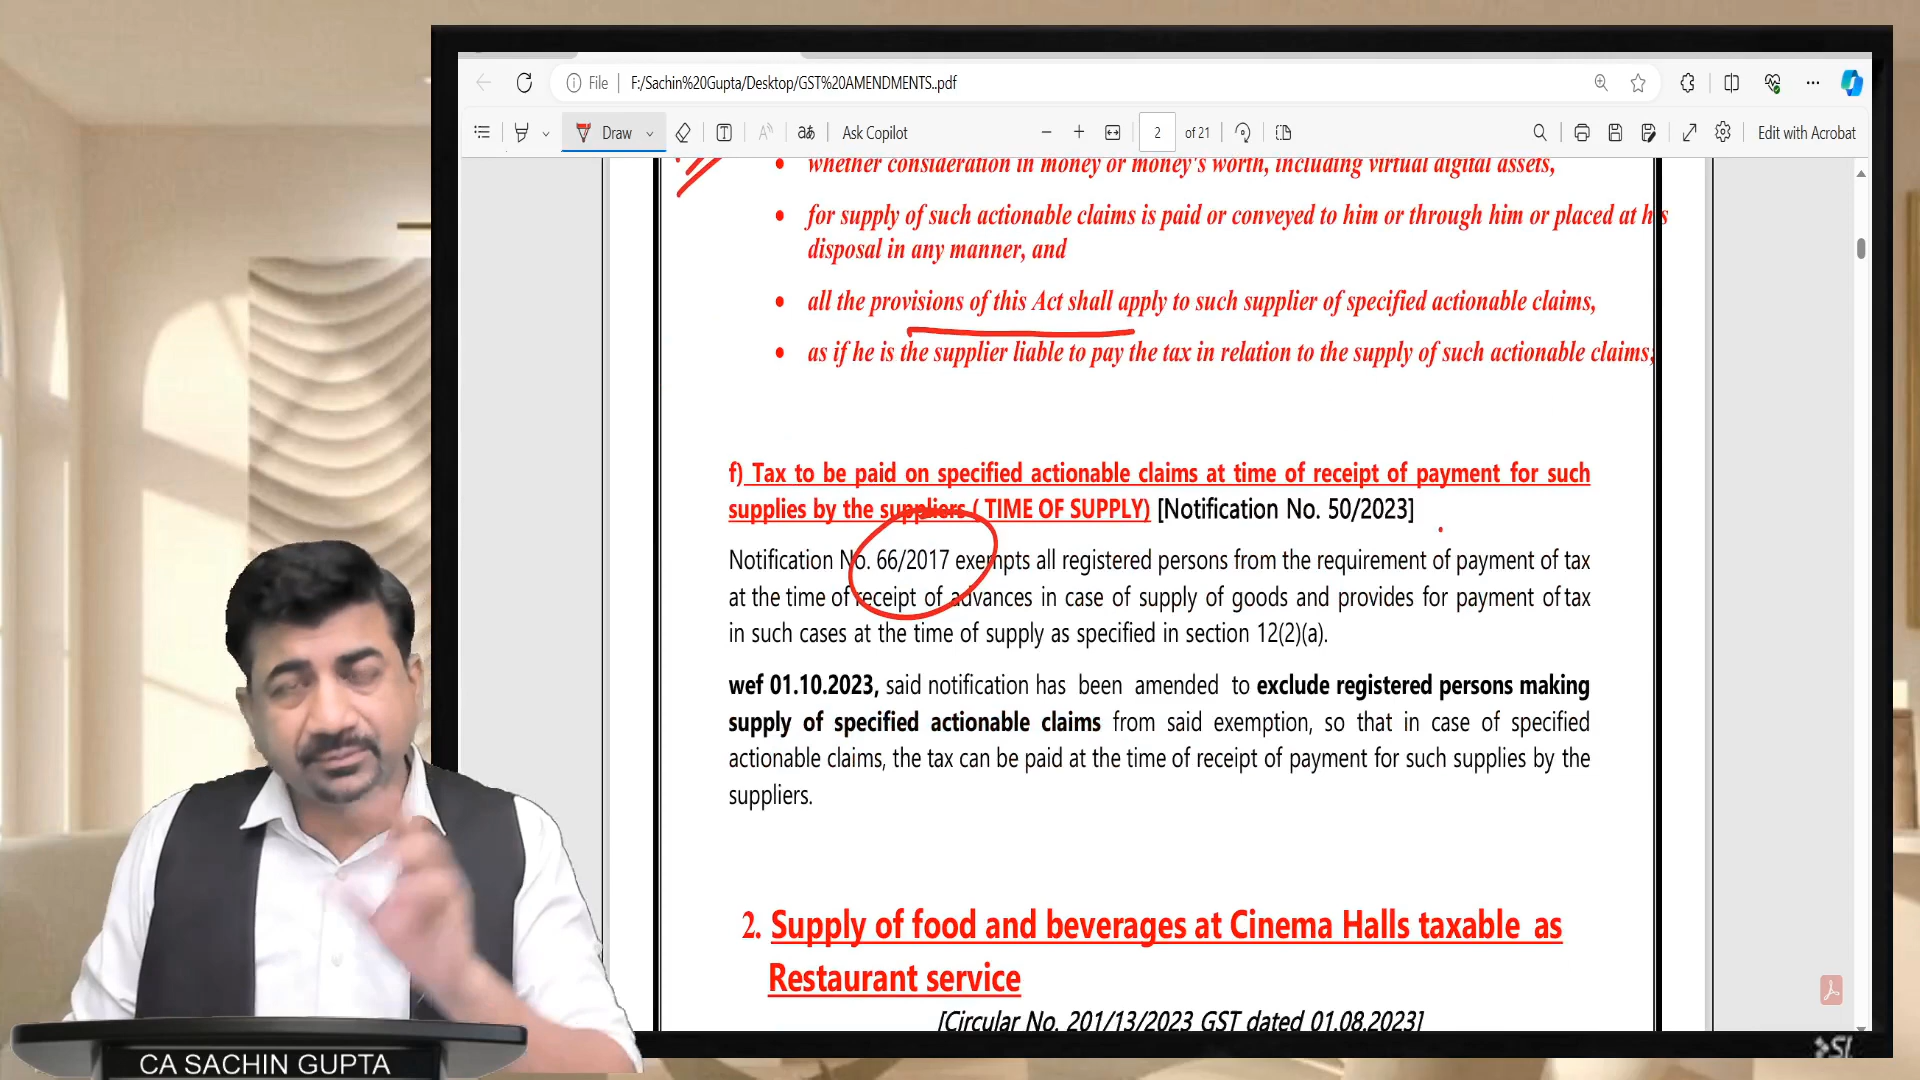 File | F:/Sachin%20Gupta/Desktop/GST%20AMENDMENTS..pdf
Draw
Ask Copilot
2 of 21
Edit with Acrobat
whether consideration in money or money's worth, including virtual digital assets,
for supply of such actionable claims is paid or conveyed to him or through him or placed at his
disposal in any manner, and
all the provisions of this Act shall apply to such supplier of specified actionable claims,
as if he is the supplier liable to pay the tax in relation to the supply of such actionable claims;
f) Tax to be paid on specified actionable claims at time of receipt of payment for such
supplies by the suppliers ( TIME OF SUPPLY) [Notification No. 50/2023]
Notification No. 66/2017 exempts all registered persons from the requirement of payment of tax
at the time of receipt of advances in case of supply of goods and provides for payment of tax
in such cases at the time of supply as specified in section 12(2)(a).
wef 01.10.2023, said notification has been amended to exclude registered persons making
supply of specified actionable claims from said exemption, so that in case of specified
actionable claims, the tax can be paid at the time of receipt of payment for such supplies by the
suppliers.
2. Supply of food and beverages at Cinema Halls taxable as
Restaurant service
[Circular No. 201/13/2023 GST dated 01.08.2023]
CA SACHIN GUPTA